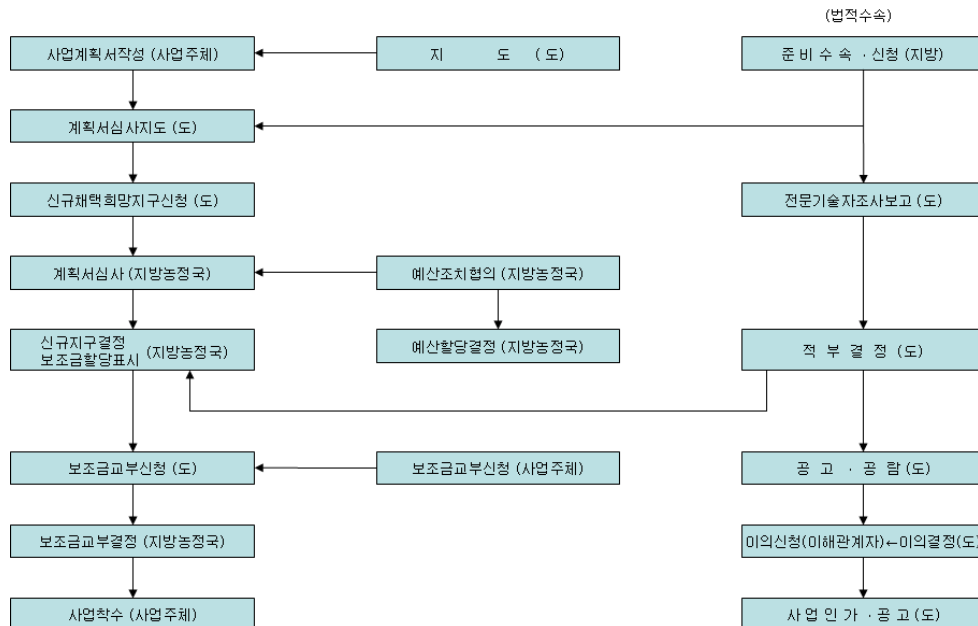 (법적수속)
사업계획서작성 (사업주체)
지 도 (도)
준 비 수 속 · 신청 (지방)
계획서심사지도 (도)
신규채택희망지구신청 (도)
전문기술자조사보고 (도)
계획서심사 (지방농정국)
예산조치협의 (지방농정국)
신규지구결정
보조금할당표시 (지방농정국)
예산할당결정 (지방농정국)
적 부 결 정 (도)
보조금교부신청 (도)
보조금교부신청 (사업주체)
공 고 · 공 람 (도)
보조금교부결정 (지방농정국)
이의신청(이해관계자)←이의결정(도)
사업착수 (사업주체)
사 업 인 가 · 공 고 (도)